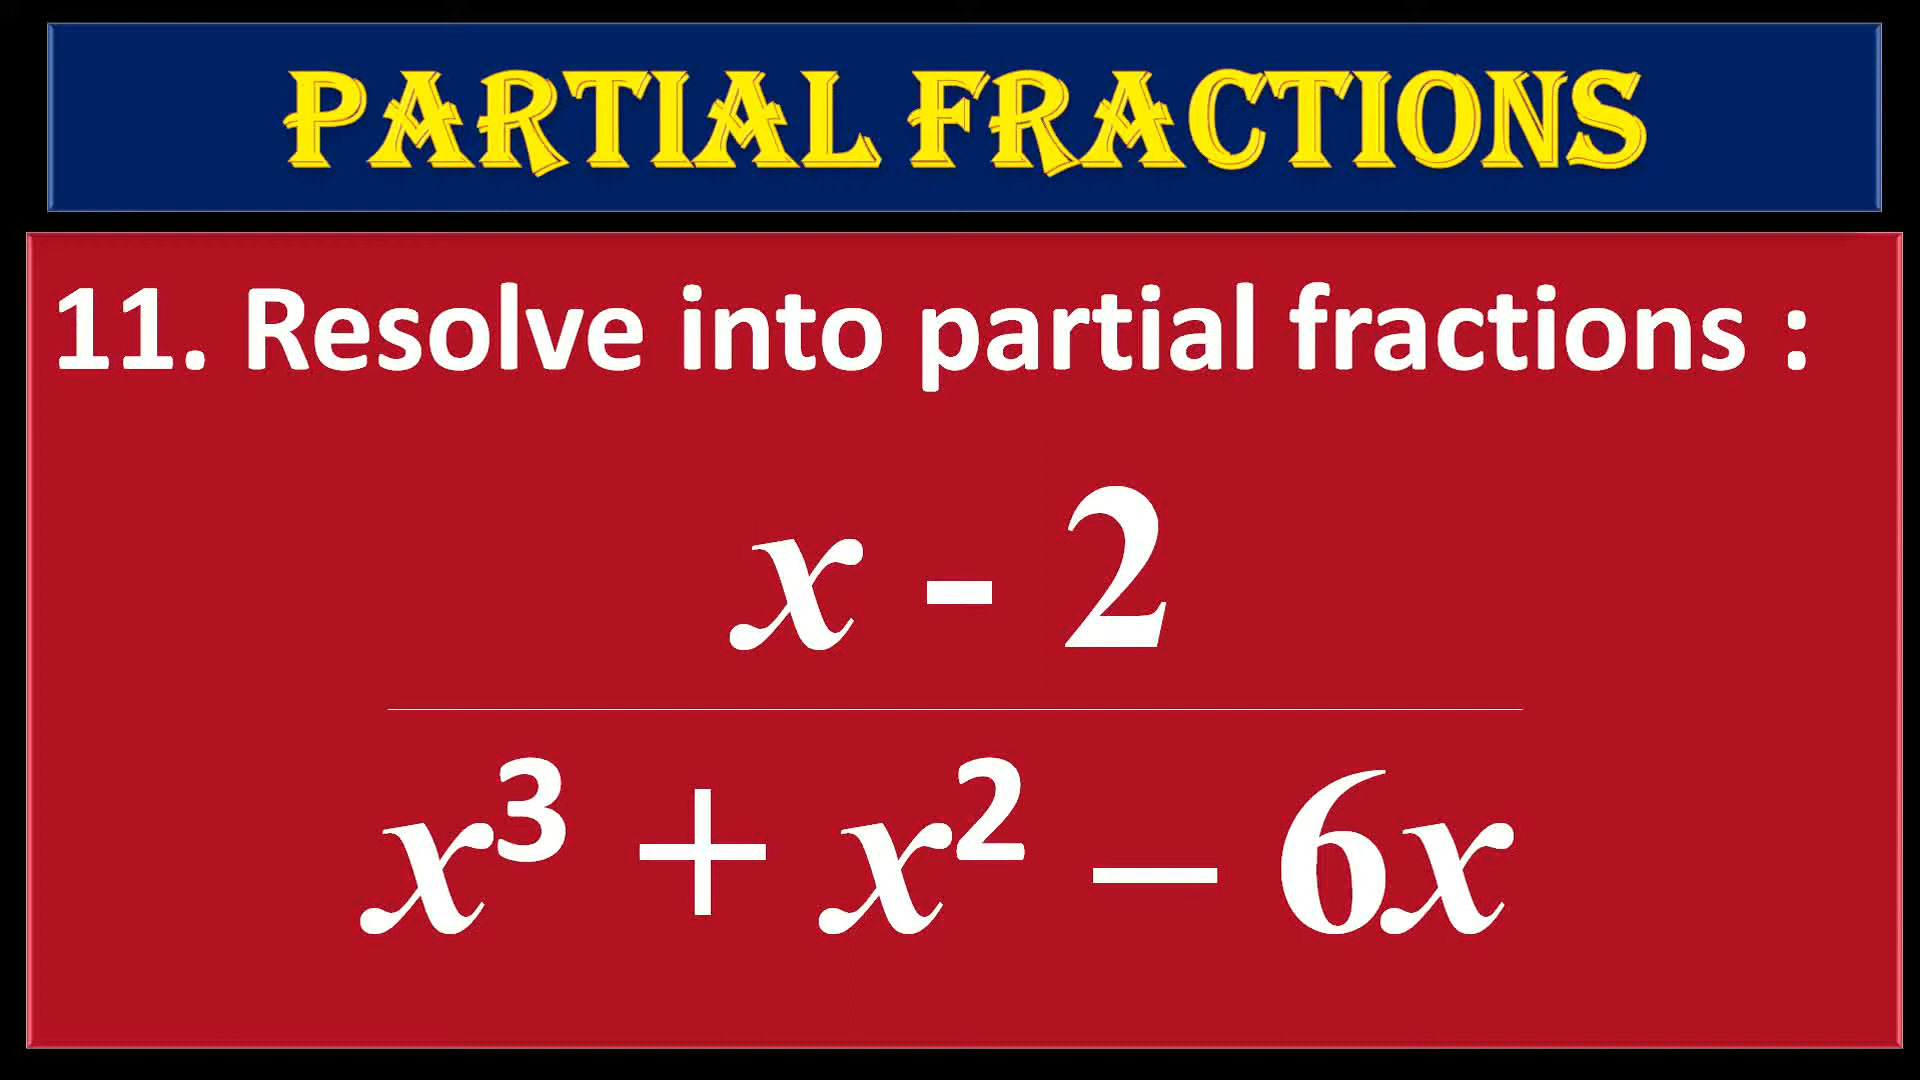 PARTIAL FRACTIONS
11. Resolve into partial fractions :
x - 2
x³ + x² – 6x